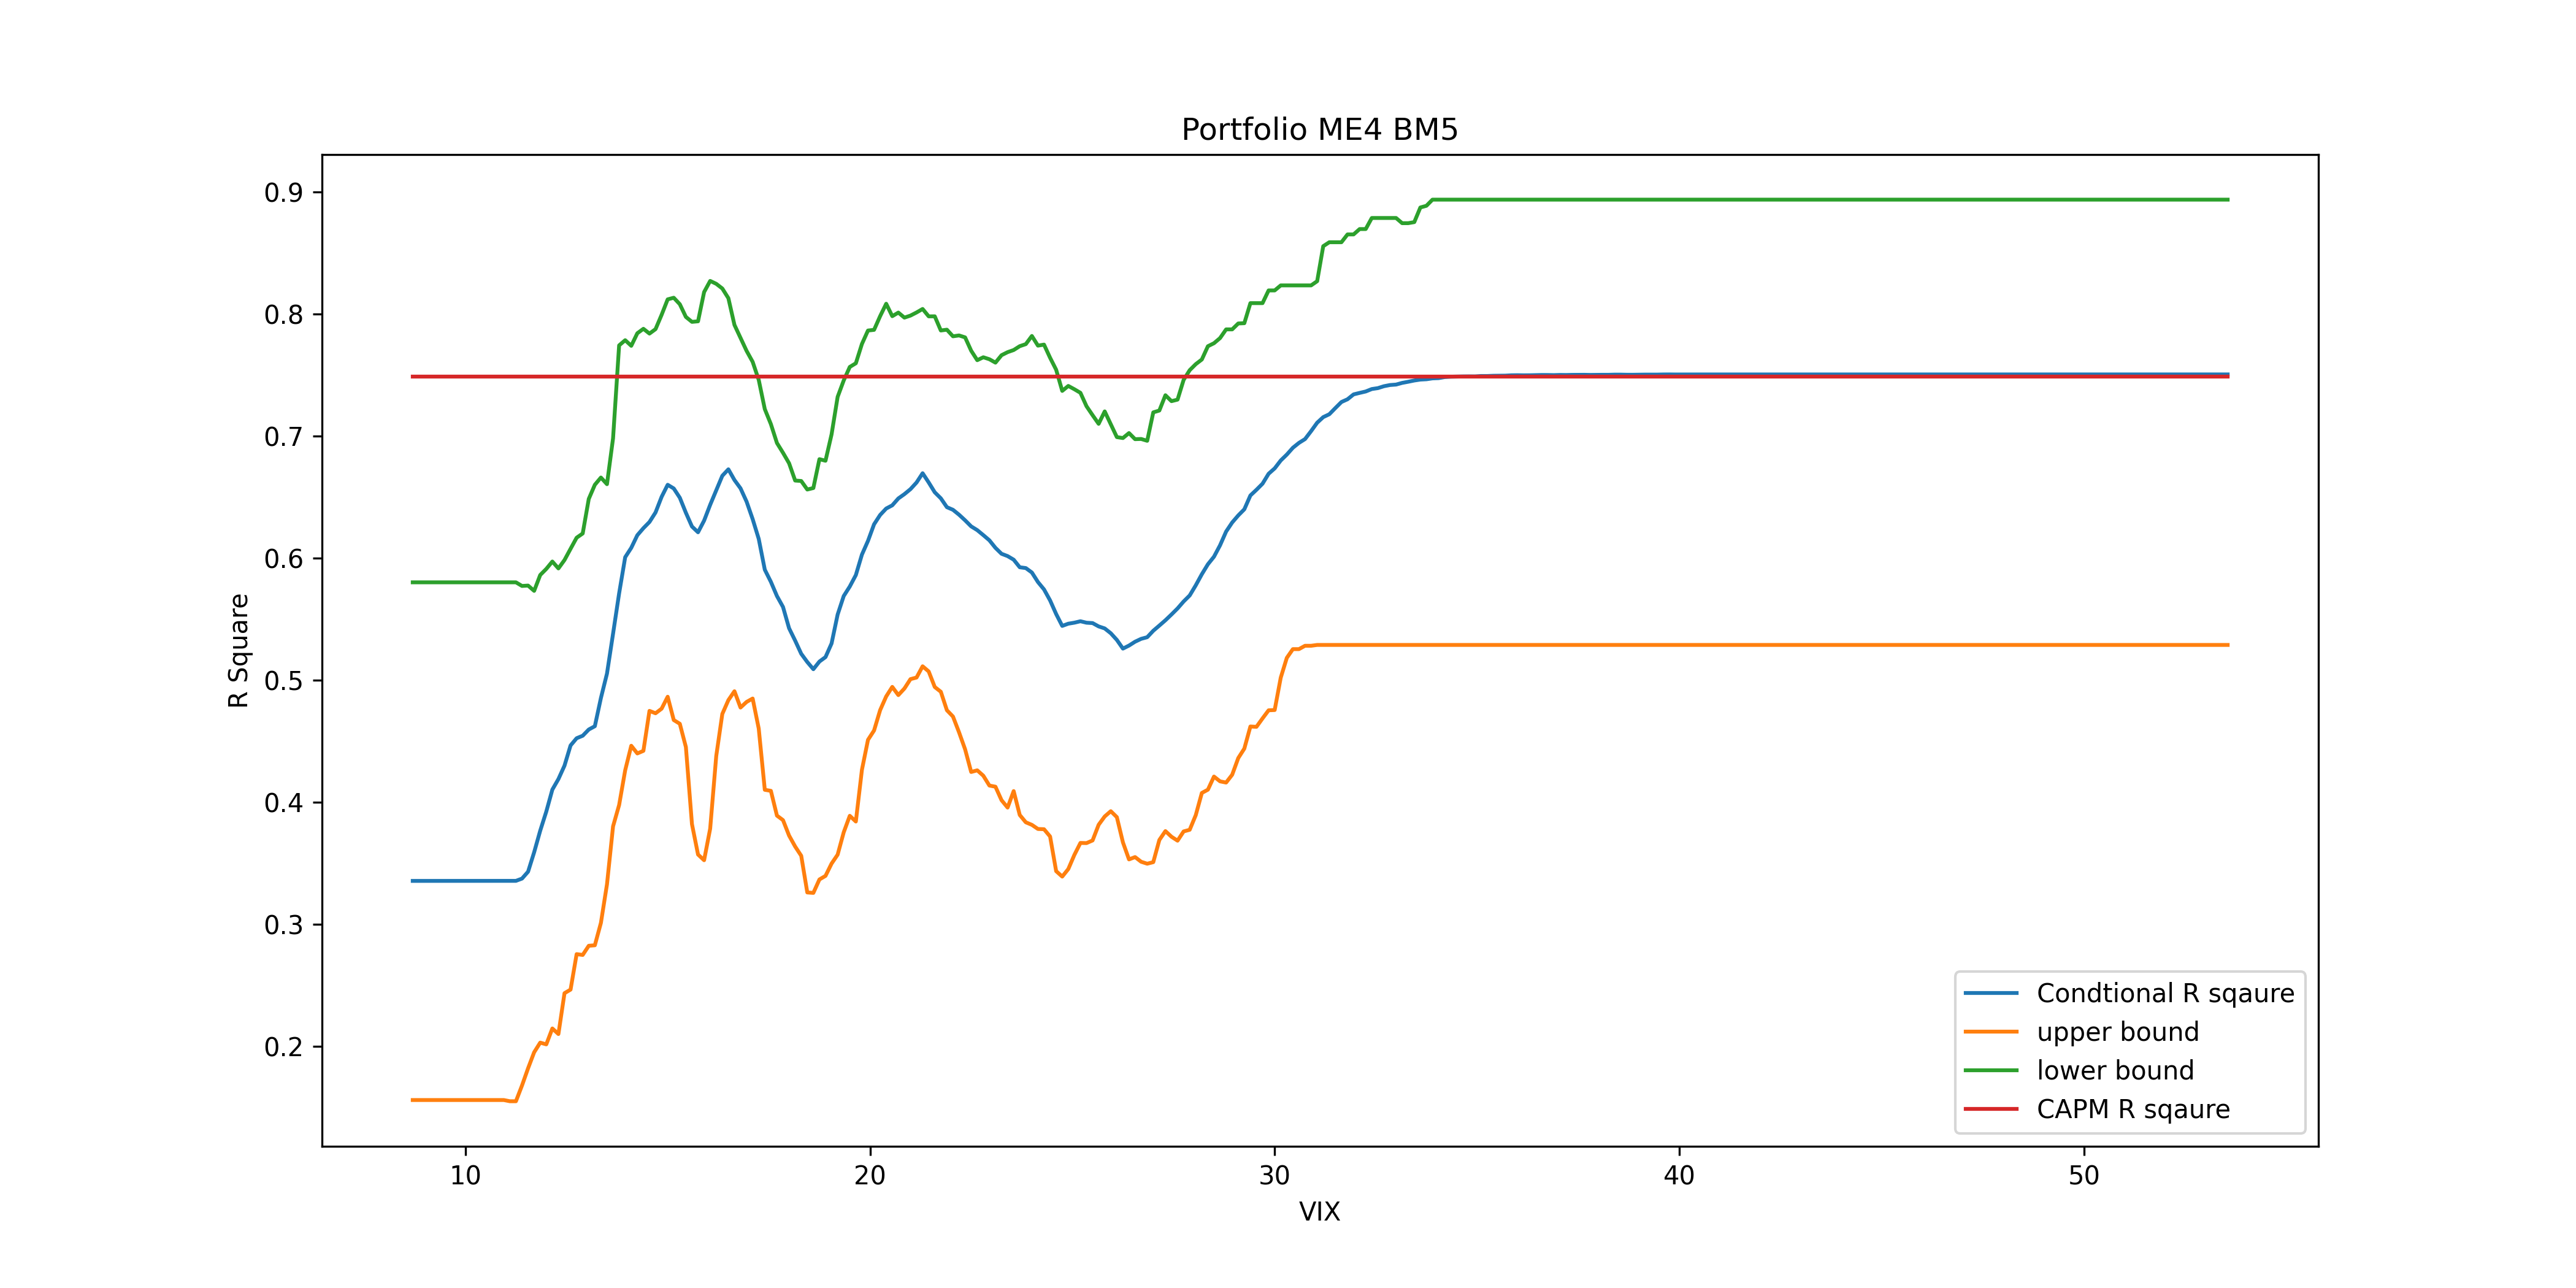 Portfolio ME4 BM5
0.9
0.8
0.7
0.6
0.5
0.4
0.3
0.2
R Square
10 20 30 40 50
VIX
Condtional R sqaure
upper bound
lower bound
CAPM R sqaure